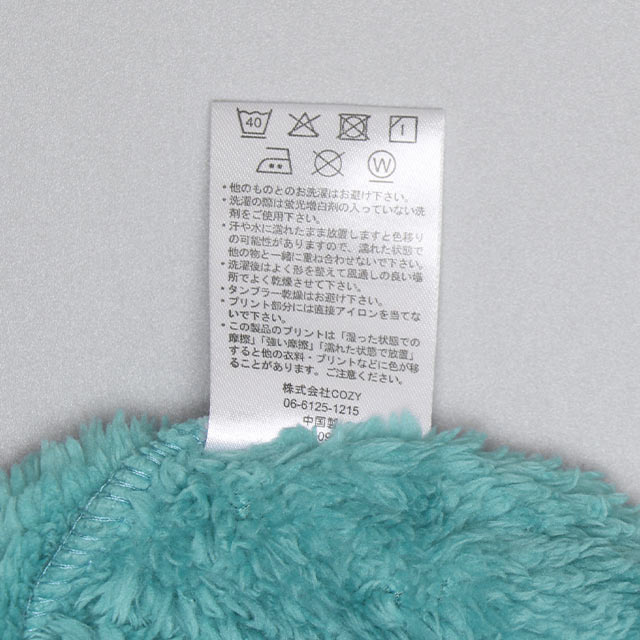 40
W
・他のものとのお洗濯はお避け下さい。
・洗濯の際は蛍光増白剤の入っていない洗
剤をご使用下さい。
・汗や水に濡れたまま放置しますと色移り
の可能性がありますので、濡れた状態で
他の物と一緒に重ね合わせないで下さい。
・洗濯後はよく形を整えて風通しの良い場
所でよく乾燥させて下さい。
・タンブラー乾燥はお避け下さい。
・プリント部分には直接アイロンを当てな
いで下さい。
・この製品のプリントは「湿った状態での
摩擦」「強い摩擦」「濡れた状態で放置」
すると他の衣料・プリントなどに色が移
ることがあります。ご注意ください。
株式会社COZY
06-6125-1215
中国製